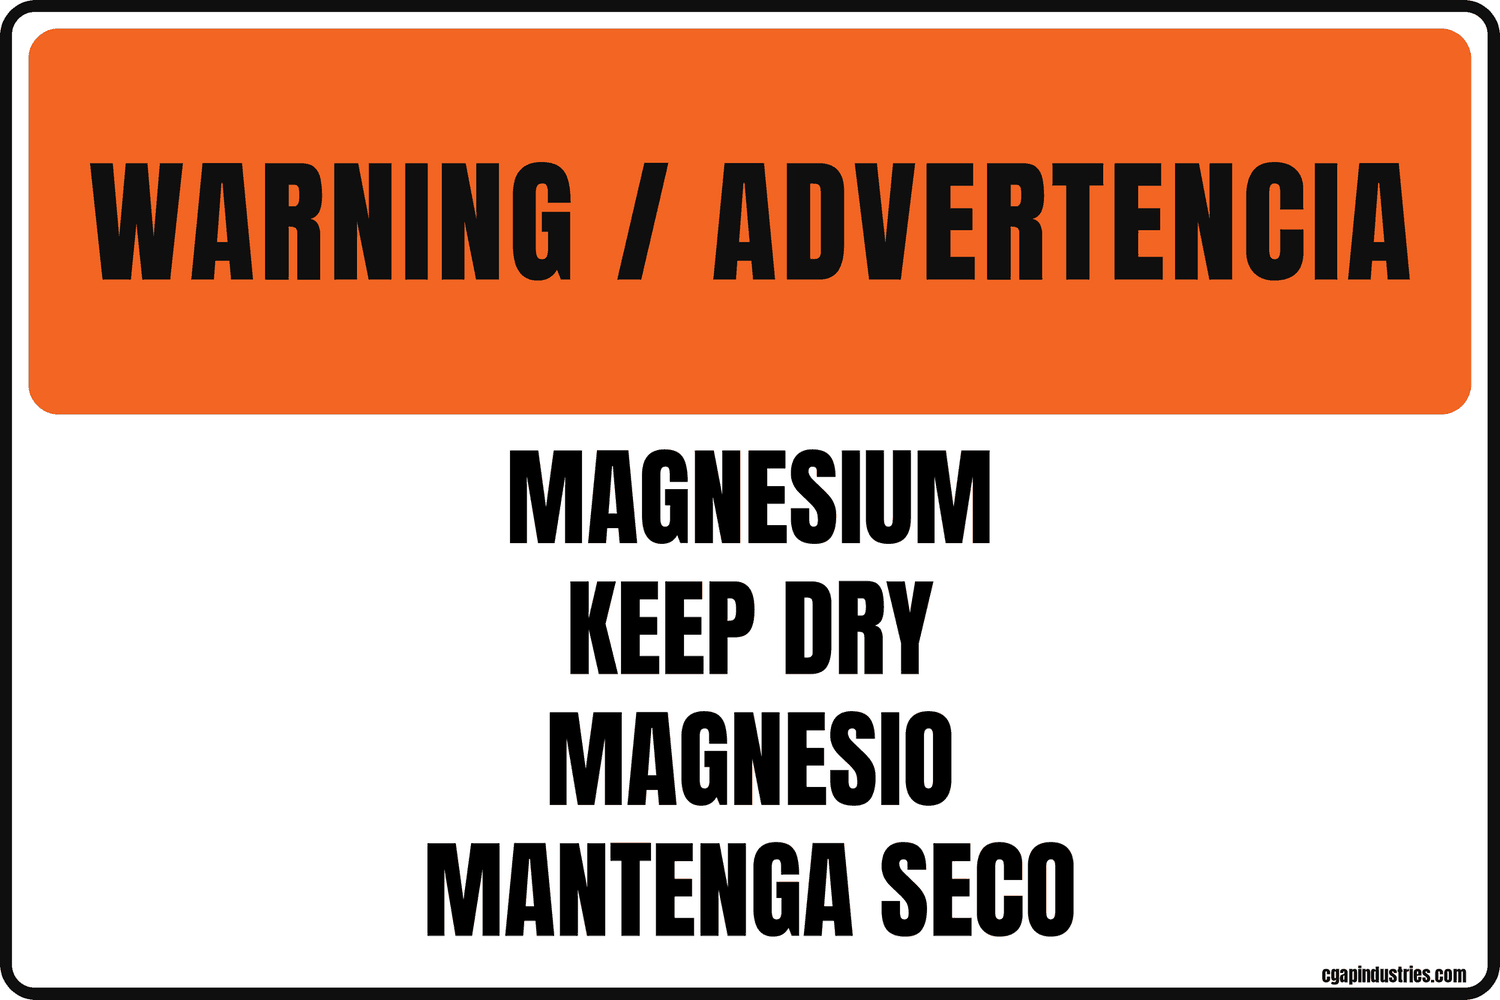 WARNING / ADVERTENCIA
MAGNESIUM
KEEP DRY
MAGNESIO
MANTENGA SECO
cgapindustries.com